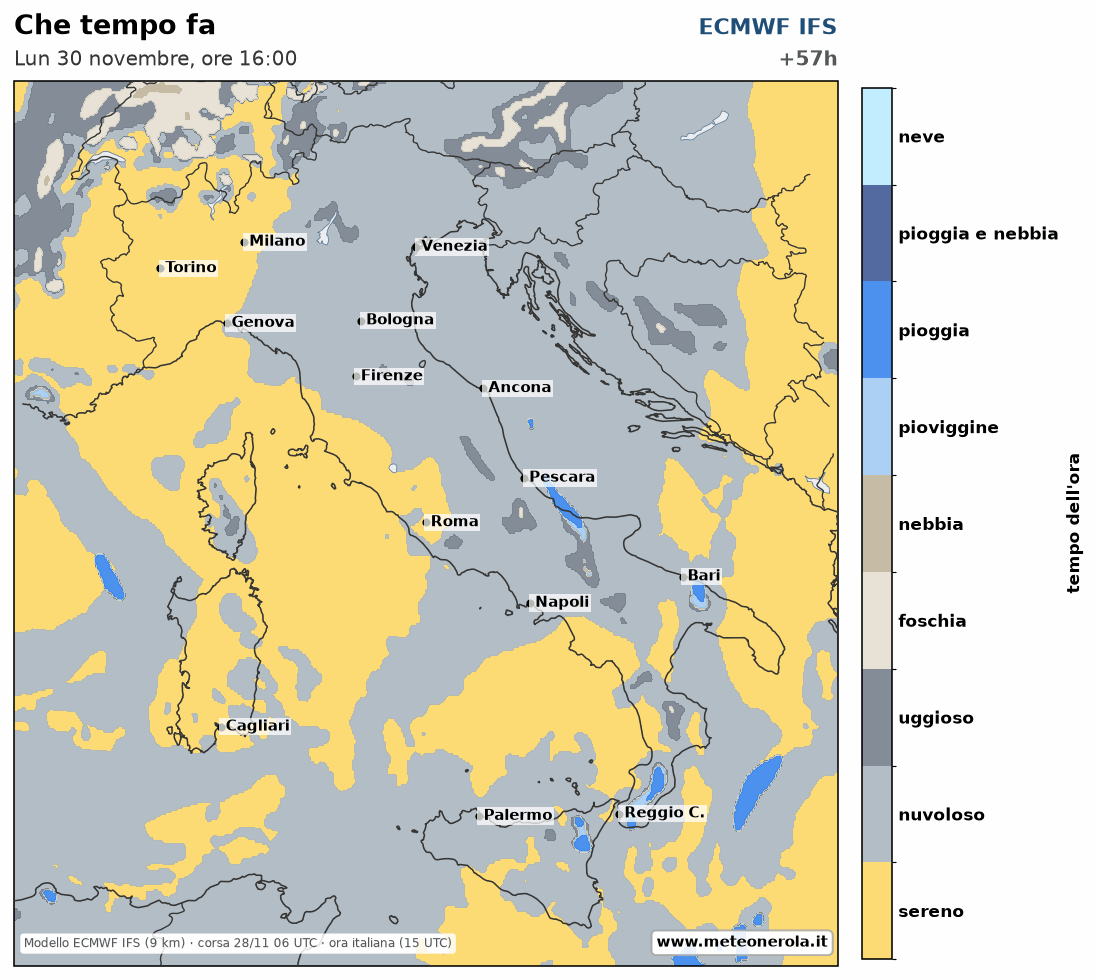 Che tempo fa
ECMWF IFS
Lun 30 novembre, ore 16:00
+57h
neve
pioggia e nebbia
pioggia
pioviggine
nebbia
foschia
uggioso
nuvoloso
sereno
tempo dell'ora
Milano
Venezia
Torino
Genova
Bologna
Firenze
Ancona
Pescara
Roma
Bari
Napoli
Cagliari
Palermo
Reggio C.
Modello ECMWF IFS (9 km) · corsa 28/11 06 UTC · ora italiana (15 UTC)
www.meteonerola.it